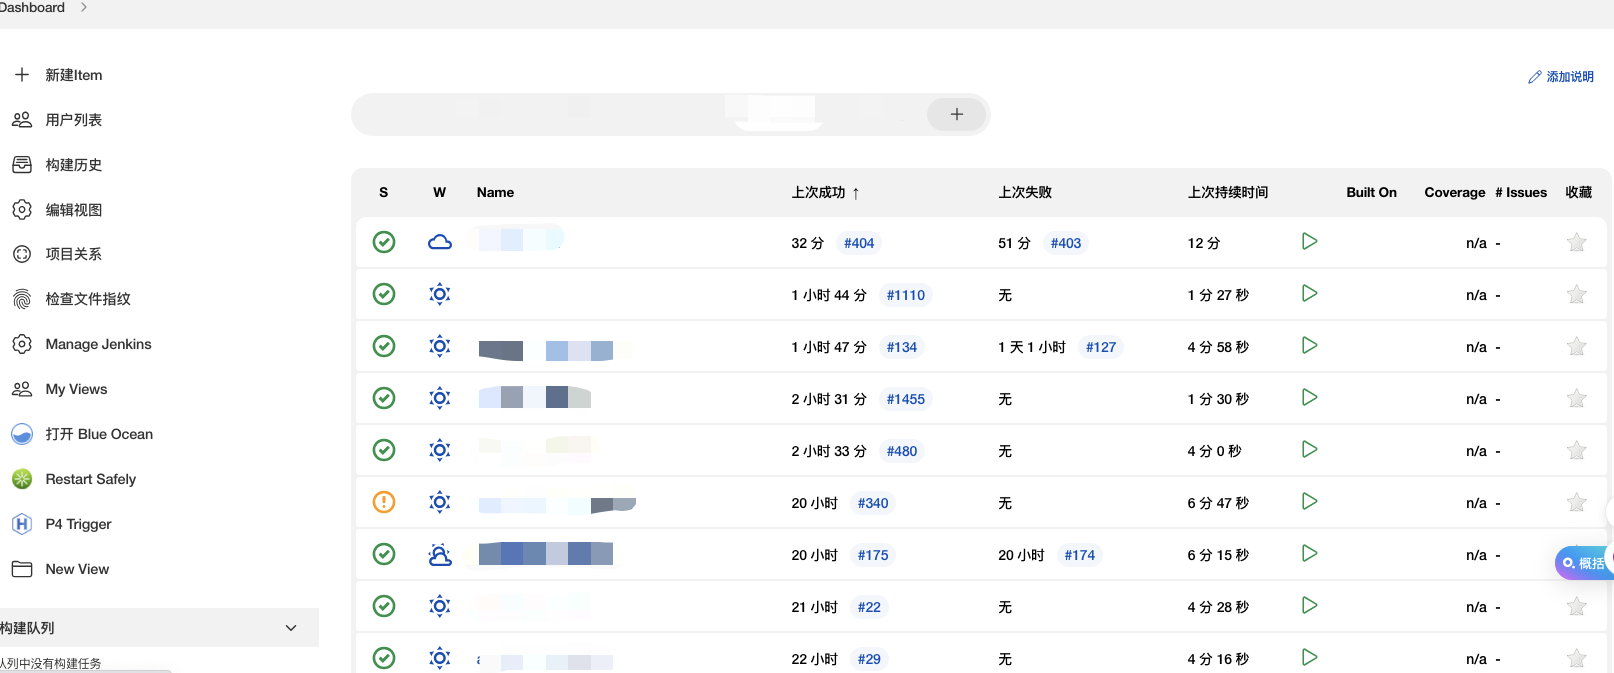 Dashboard
新建Item
用户列表
构建历史
编辑视图
项目关系
检查文件指纹
Manage Jenkins
My Views
打开 Blue Ocean
Restart Safely
P4 Trigger
New View
构建队列
队列中没有构建任务
添加说明
S W Name 上次成功 ↑ 上次失败 上次持续时间 Built On Coverage # Issues 收藏
32 分 #404 51 分 #403 12 分 n/a -
1 小时 44 分 #1110 无 1 分 27 秒 n/a -
1 小时 47 分 #134 1 天 1 小时 #127 4 分 58 秒 n/a -
2 小时 31 分 #1455 无 1 分 30 秒 n/a -
2 小时 33 分 #480 无 4 分 0 秒 n/a -
20 小时 #340 无 6 分 47 秒 n/a -
20 小时 #175 20 小时 #174 6 分 15 秒 n/a -
概括
21 小时 #22 无 4 分 28 秒 n/a -
22 小时 #29 无 4 分 16 秒 n/a -